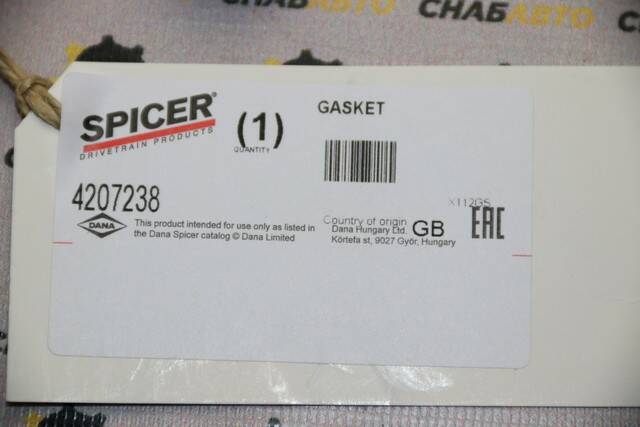 СНАБАВТО
СНАБАВТО
SPICER®
DRIVETRAIN PRODUCTS
(1)
QUANTITY
GASKET
4207238
X112GS
DANA
This product intended for use only as listed in
the Dana Spicer catalog © Dana Limited
Country of origin
GB
Dana Hungary Ltd.
Körtefa st, 9027 Győr, Hungary
EAC